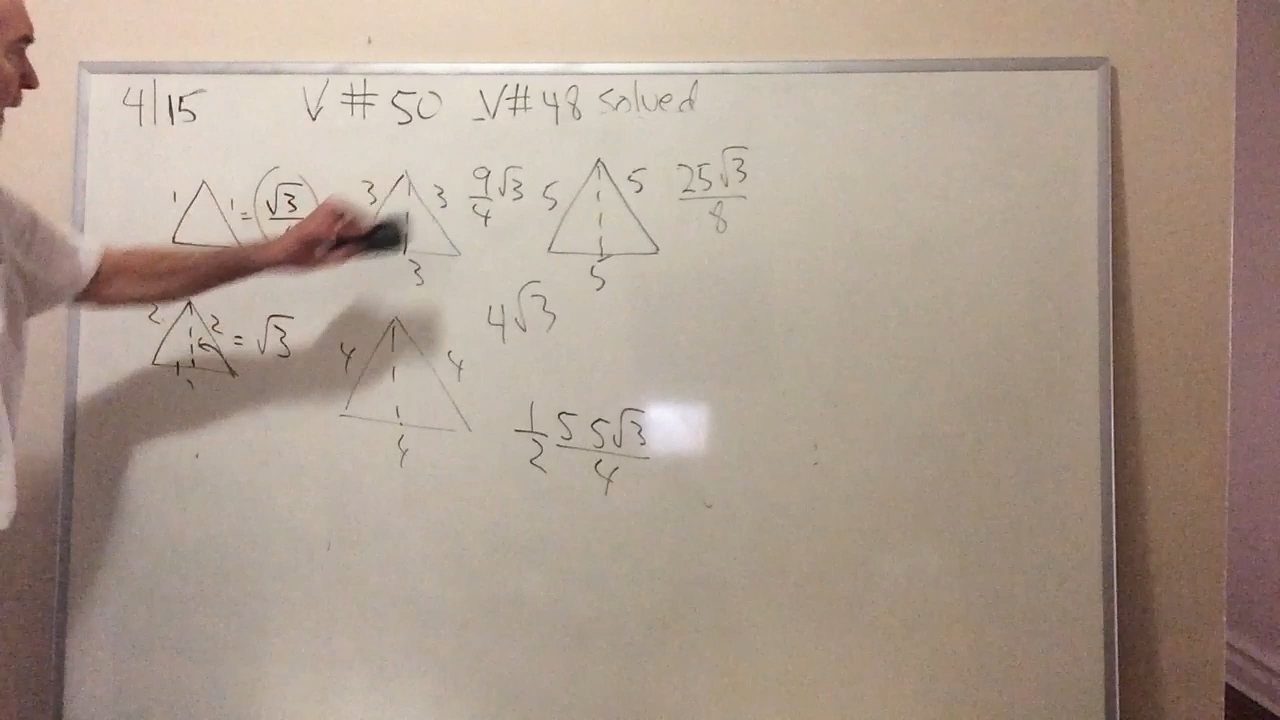 4/15 V # 50 V# 48 solved
1 1 = (√3
3 3 3 9√3/4
5 5 5 25√3/8
2 2 = √3
4 4 4 4√3
1/2 5 5√3/4